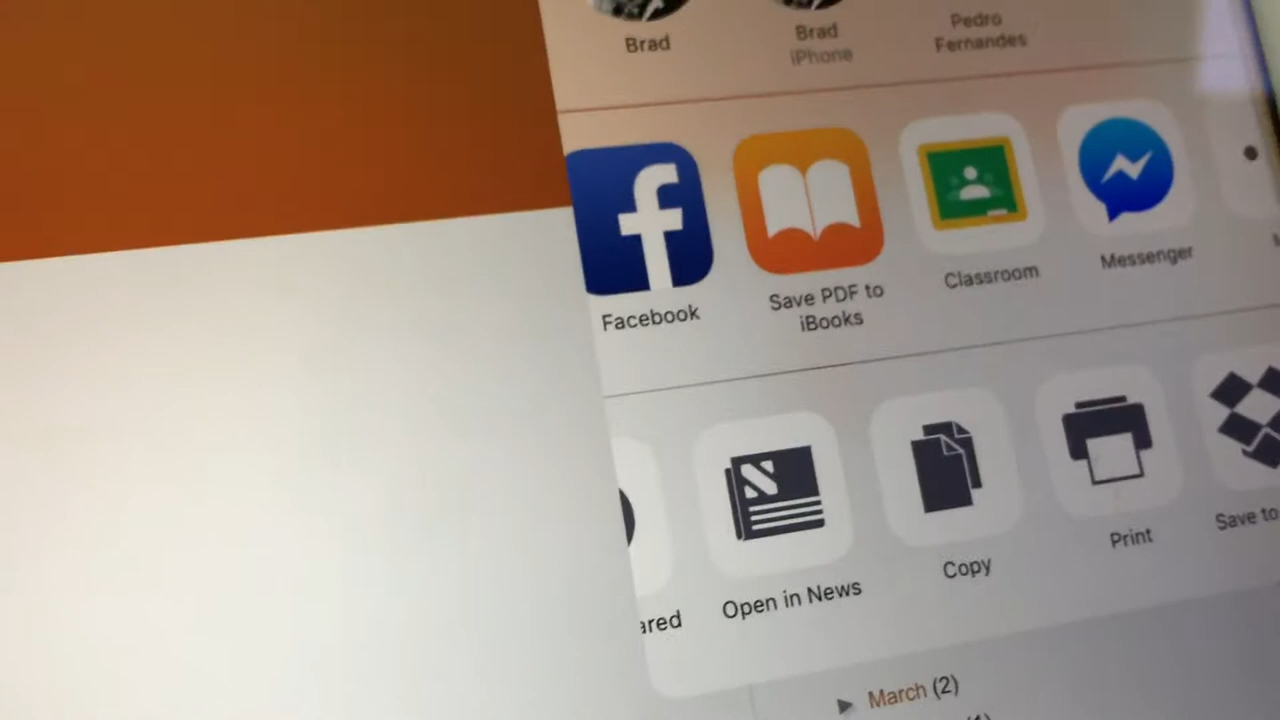 Brad
Brad
iPhone
Pedro
Fernandes
Facebook
Save PDF to
iBooks
Classroom
Messenger
ared
Open in News
Copy
Print
Save to
March (2)